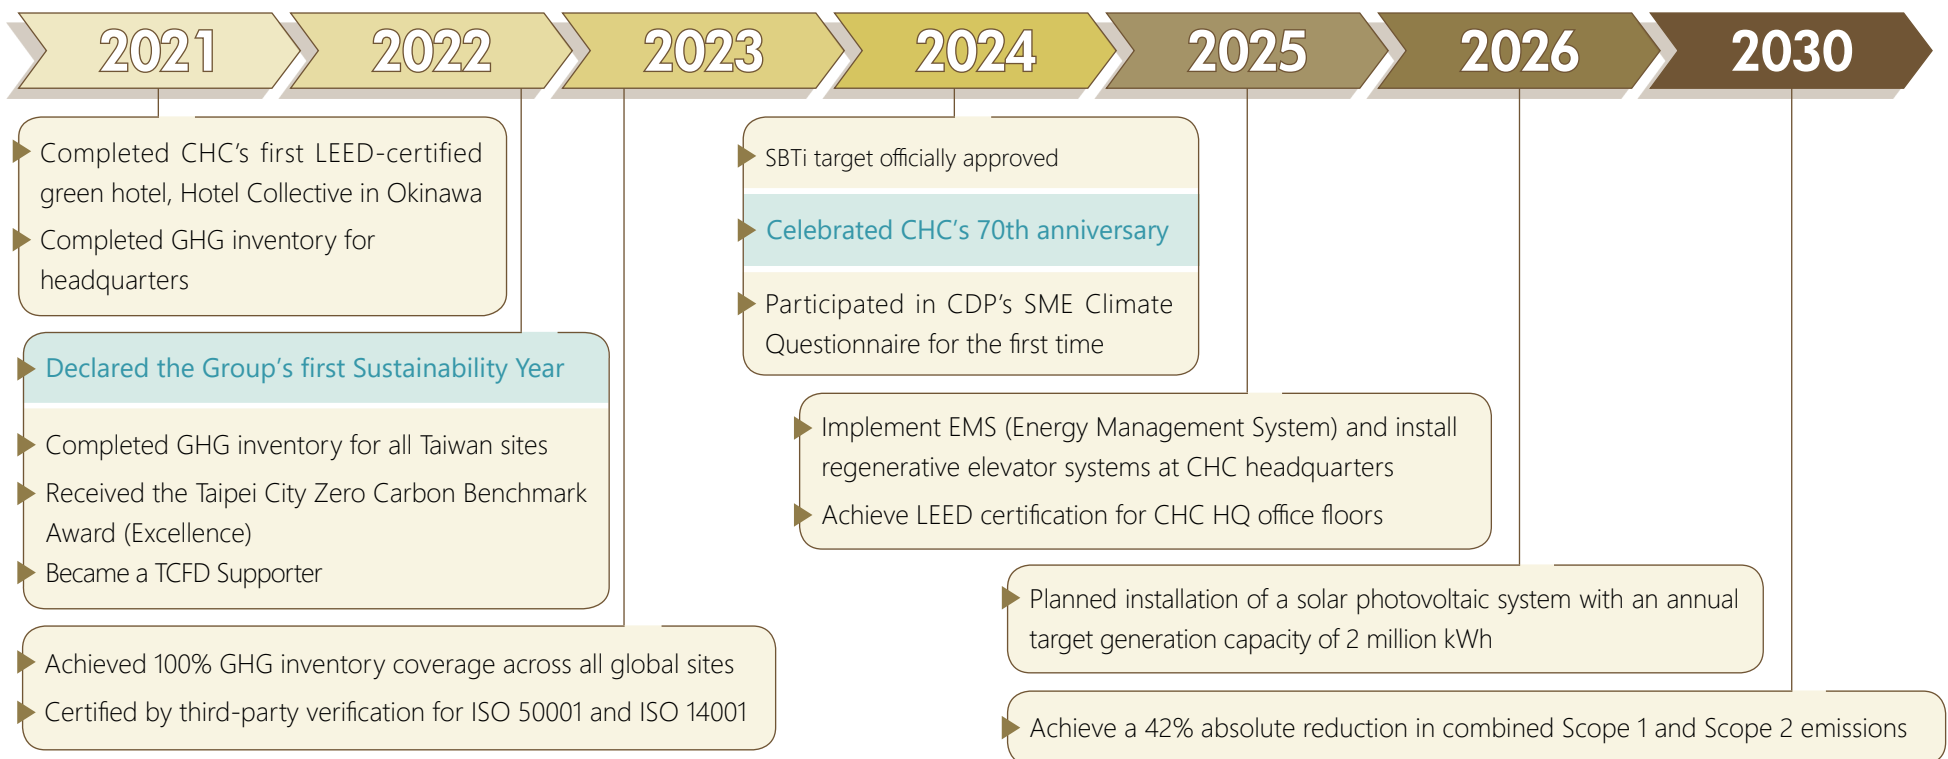 2021
2022
2023
2024
2025
2026
2030
Completed CHC's first LEED-certified
green hotel, Hotel Collective in Okinawa
Completed GHG inventory for
headquarters
Declared the Group's first Sustainability Year
Completed GHG inventory for all Taiwan sites
Received the Taipei City Zero Carbon Benchmark
Award (Excellence)
Became a TCFD Supporter
Achieved 100% GHG inventory coverage across all global sites
Certified by third-party verification for ISO 50001 and ISO 14001
SBTi target officially approved
Celebrated CHC's 70th anniversary
Participated in CDP's SME Climate
Questionnaire for the first time
Implement EMS (Energy Management System) and install
regenerative elevator systems at CHC headquarters
Achieve LEED certification for CHC HQ office floors
Planned installation of a solar photovoltaic system with an annual
target generation capacity of 2 million kWh
Achieve a 42% absolute reduction in combined Scope 1 and Scope 2 emissions